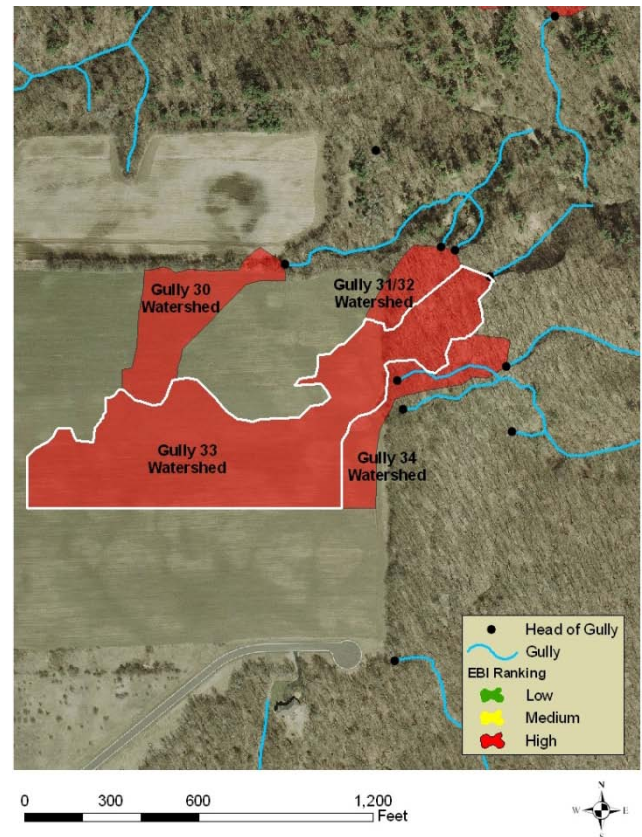 Gully 30
Watershed
Gully 31/32
Watershed
Gully 33
Watershed
Gully 34
Watershed
Head of Gully
Gully
EBI Ranking
Low
Medium
High
0 300 600 1,200
Feet
N
W E
S